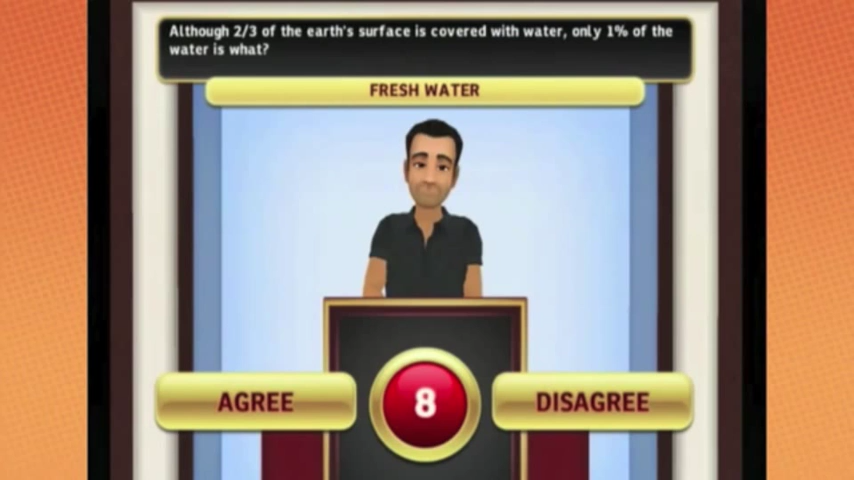 Although 2/3 of the earth's surface is covered with water, only 1% of the
water is what?
FRESH WATER
AGREE
8
DISAGREE